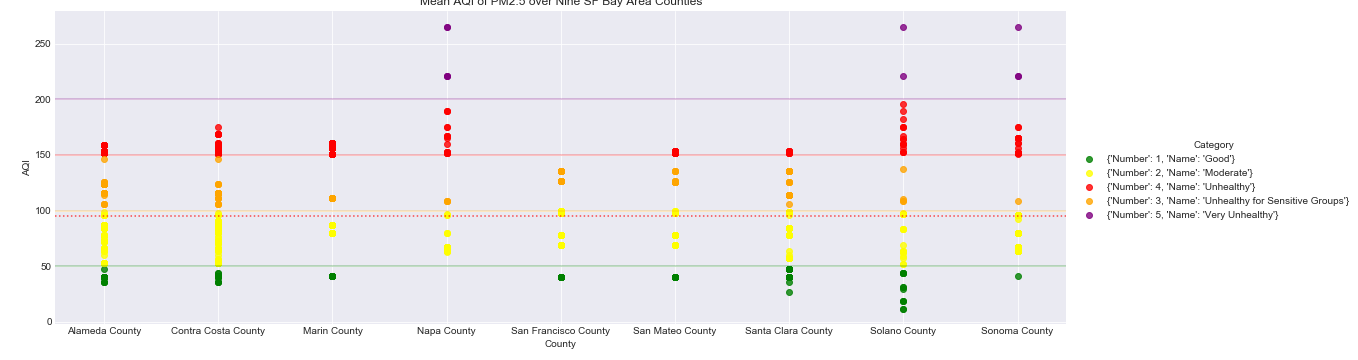 Mean AQI of PM2.5 over Nine SF Bay Area Counties
250
200
150
100
50
0
AQI
Alameda County
Contra Costa County
Marin County
Napa County
San Francisco County
San Mateo County
Santa Clara County
Solano County
Sonoma County
County
Category
{'Number': 1, 'Name': 'Good'}
{'Number': 2, 'Name': 'Moderate'}
{'Number': 4, 'Name': 'Unhealthy'}
{'Number': 3, 'Name': 'Unhealthy for Sensitive Groups'}
{'Number': 5, 'Name': 'Very Unhealthy'}